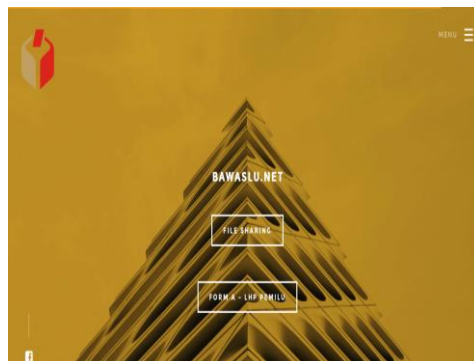 MENU
BAWASLU.NET
FILE SHARING
FORM A - LHP PEMILU